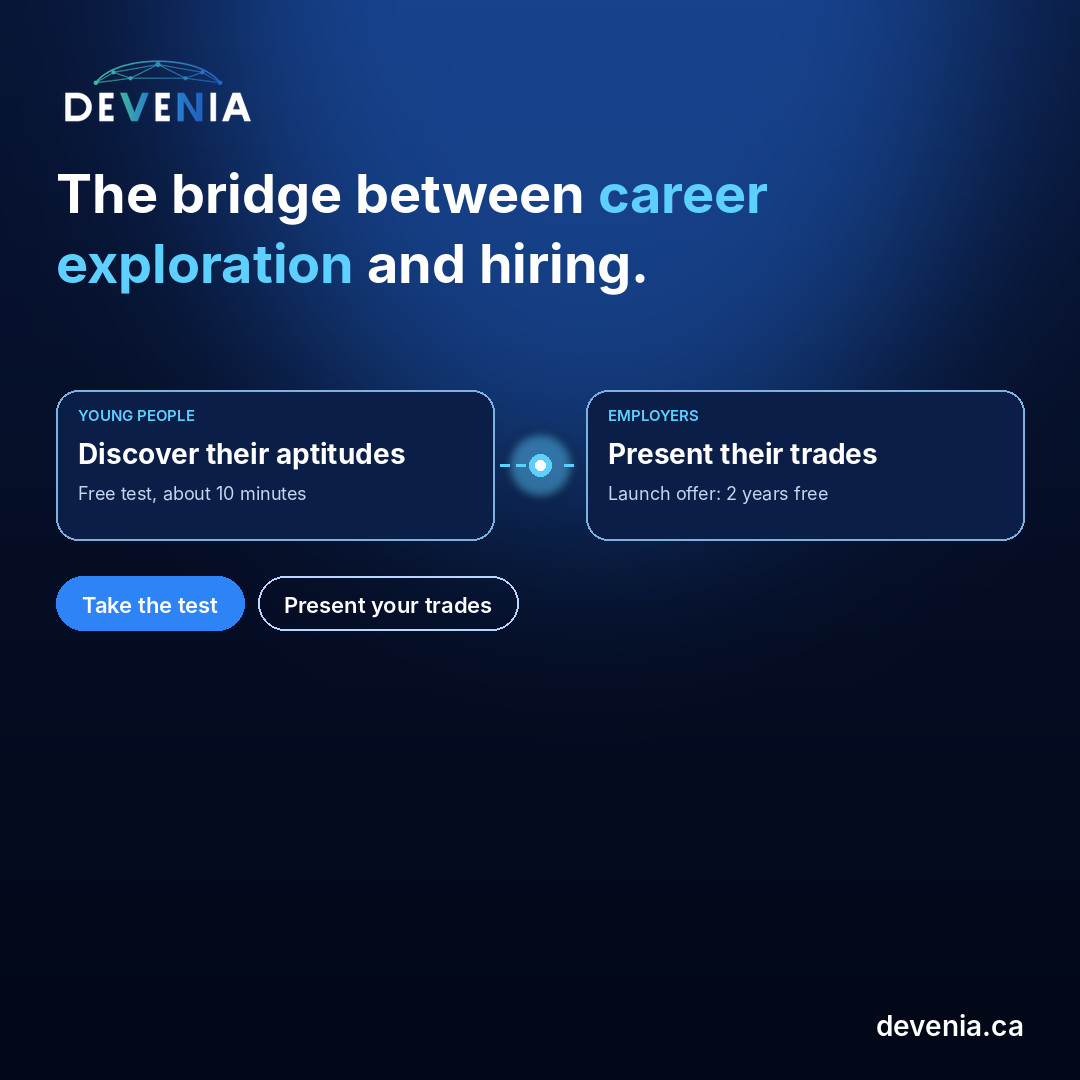 DEVENIA
The bridge between career
exploration and hiring.
YOUNG PEOPLE
Discover their aptitudes
Free test, about 10 minutes
EMPLOYERS
Present their trades
Launch offer: 2 years free
Take the test
Present your trades
devenia.ca